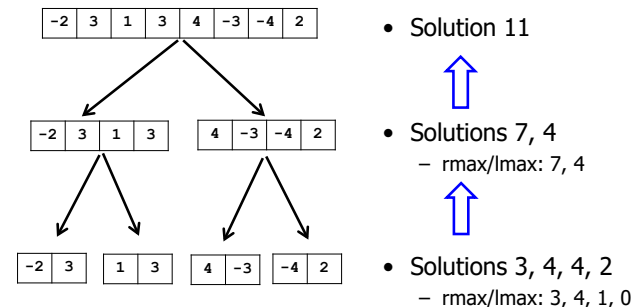 -2 3 1 3 4 -3 -4 2
• Solution 11
-2 3 1 3
4 -3 -4 2
• Solutions 7, 4
– rmax/lmax: 7, 4
-2 3
1 3
4 -3
-4 2
• Solutions 3, 4, 4, 2
– rmax/lmax: 3, 4, 1, 0